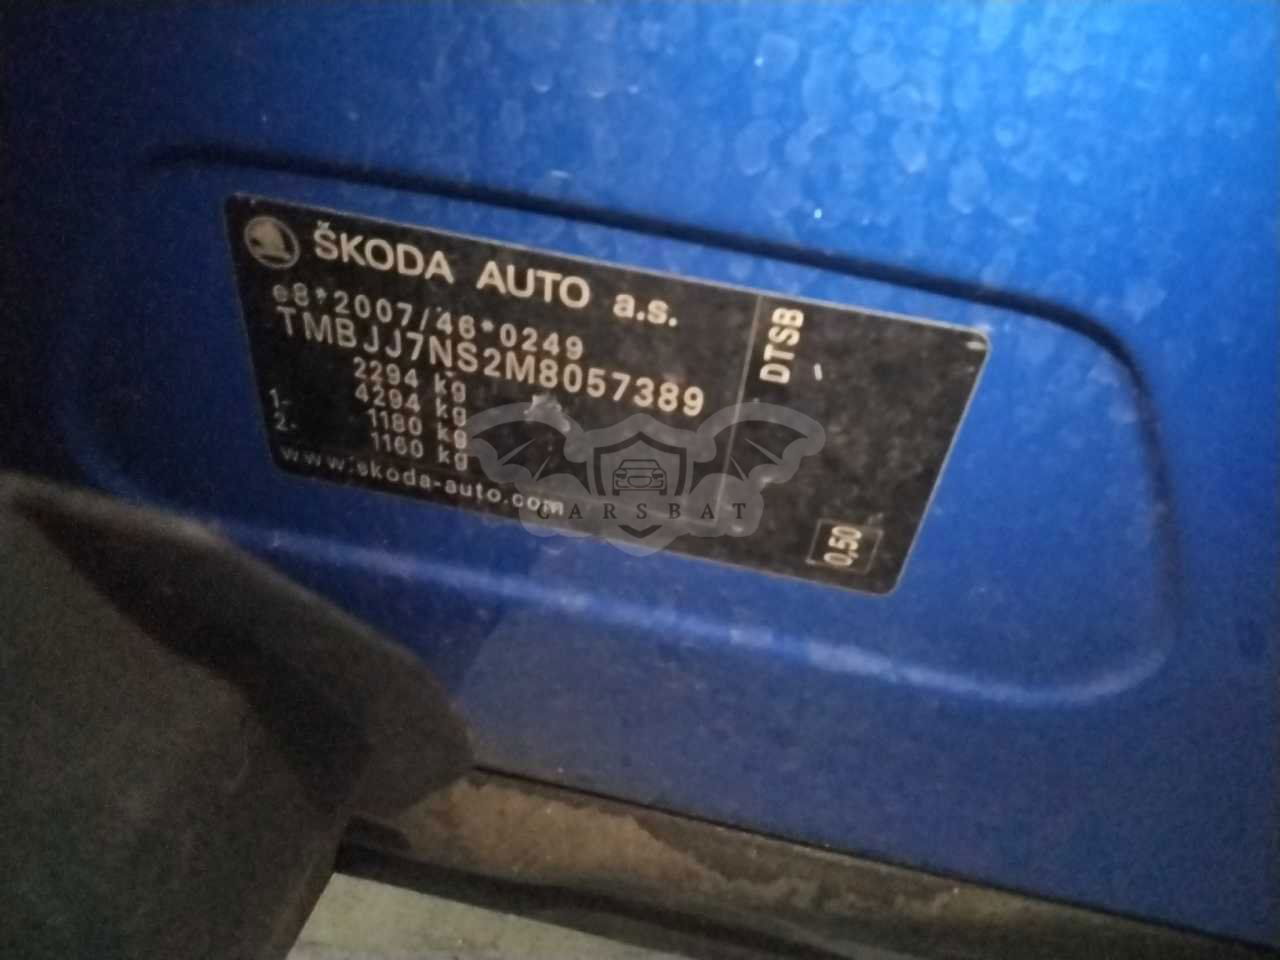 ŠKODA AUTO a.s.
e8*2007/46*0249
TMBJJ7NS2M8057389
2294 kg
4294 kg
1- 1180 kg
2- 1160 kg
www.skoda-auto.com
DTSB
0,50
CARSBAT